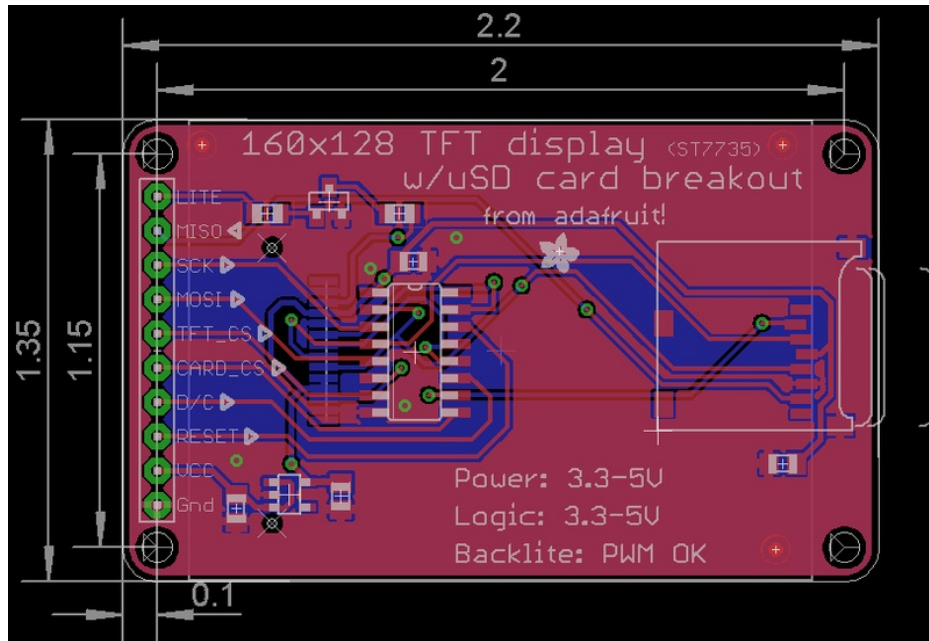 2.2
2
160x128 TFT display (ST7735)
w/uSD card breakout
from adafruit!
LITE
MISO
SCK
MOSI
TFT_CS
CARD_CS
D/C
RESET
VCC
Gnd
1.35
1.15
Power: 3.3-5V
Logic: 3.3-5V
Backlite: PWM OK
0.1